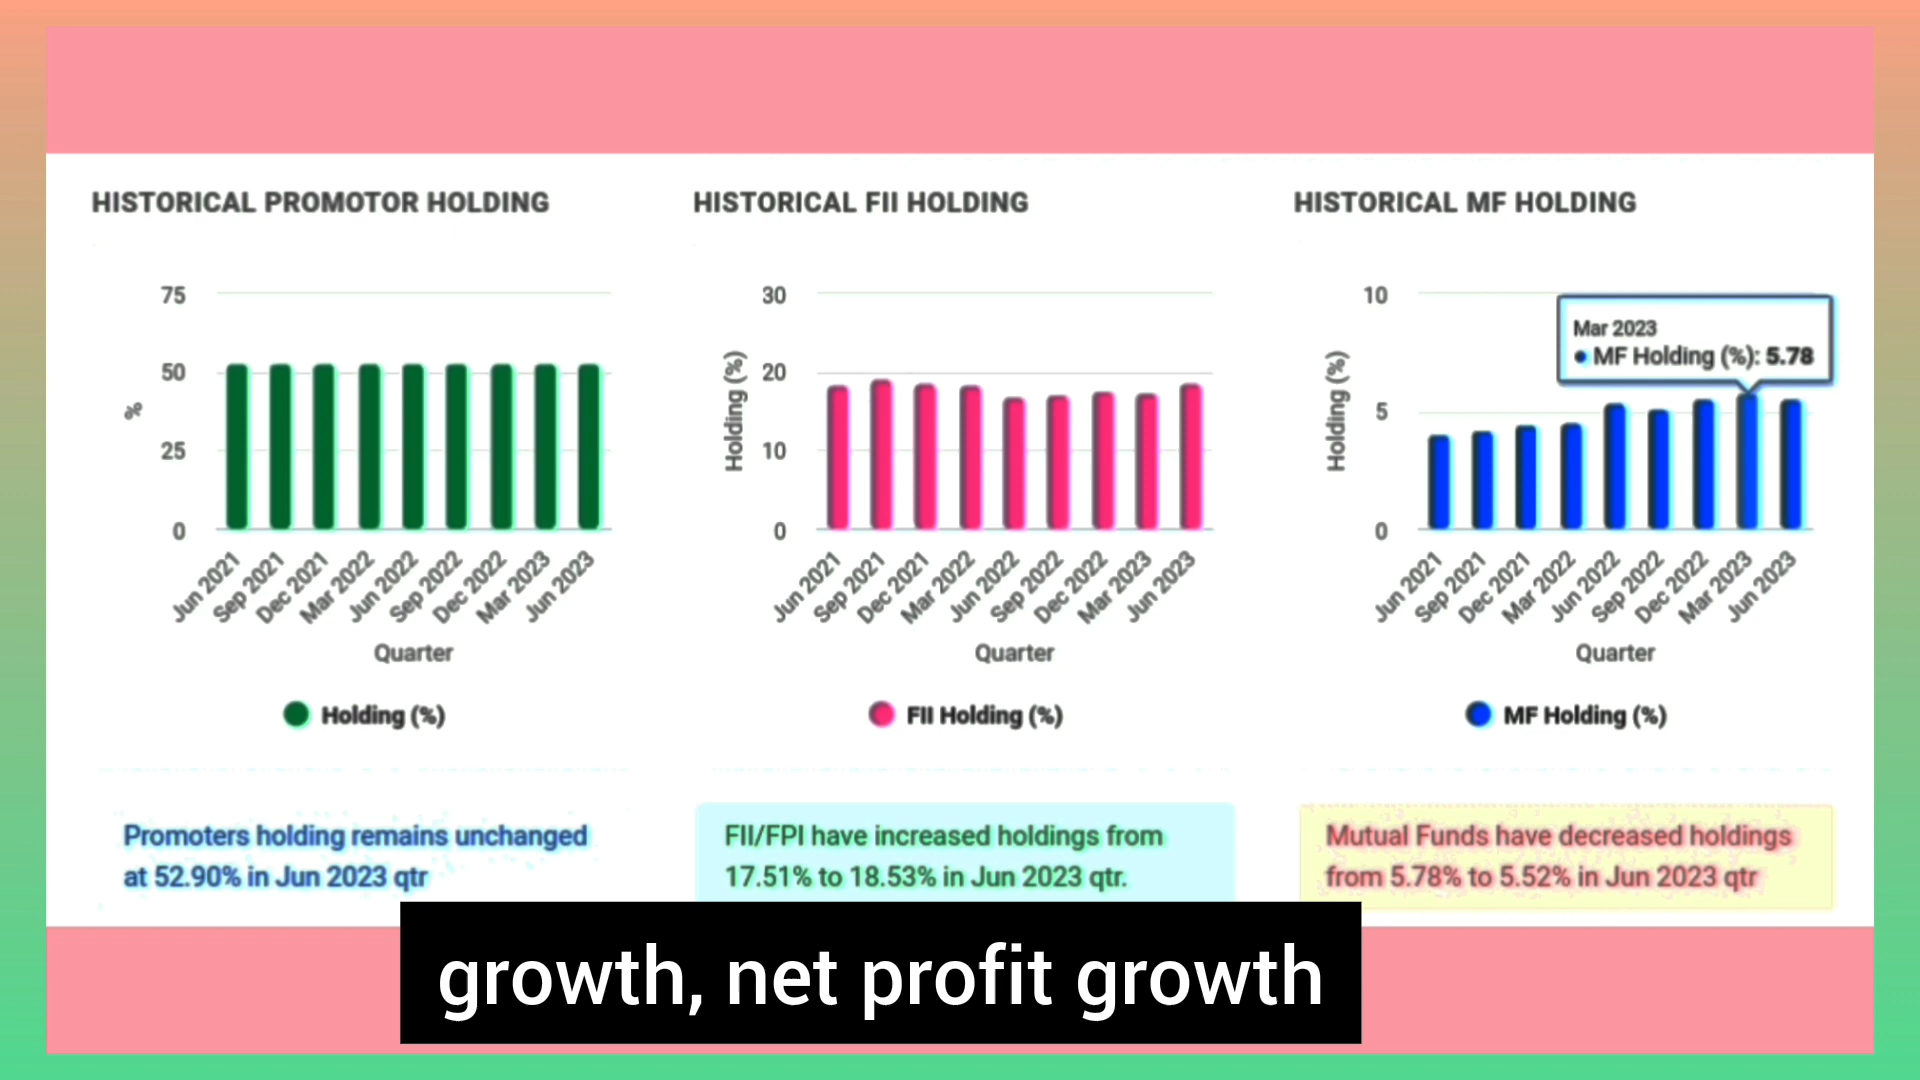 HISTORICAL PROMOTOR HOLDING
75
50
25
0
%
Jun 2021
Sep 2021
Dec 2021
Mar 2022
Jun 2022
Sep 2022
Dec 2022
Mar 2023
Jun 2023
Quarter
Holding (%)
Promoters holding remains unchanged
at 52.90% in Jun 2023 qtr
HISTORICAL FII HOLDING
30
20
10
0
Holding (%)
Jun 2021
Sep 2021
Dec 2021
Mar 2022
Jun 2022
Sep 2022
Dec 2022
Mar 2023
Jun 2023
Quarter
FII Holding (%)
FII/FPI have increased holdings from
17.51% to 18.53% in Jun 2023 qtr.
HISTORICAL MF HOLDING
10
5
0
Holding (%)
Mar 2023
MF Holding (%): 5.78
Jun 2021
Sep 2021
Dec 2021
Mar 2022
Jun 2022
Sep 2022
Dec 2022
Mar 2023
Jun 2023
Quarter
MF Holding (%)
Mutual Funds have decreased holdings
from 5.78% to 5.52% in Jun 2023 qtr
growth, net profit growth